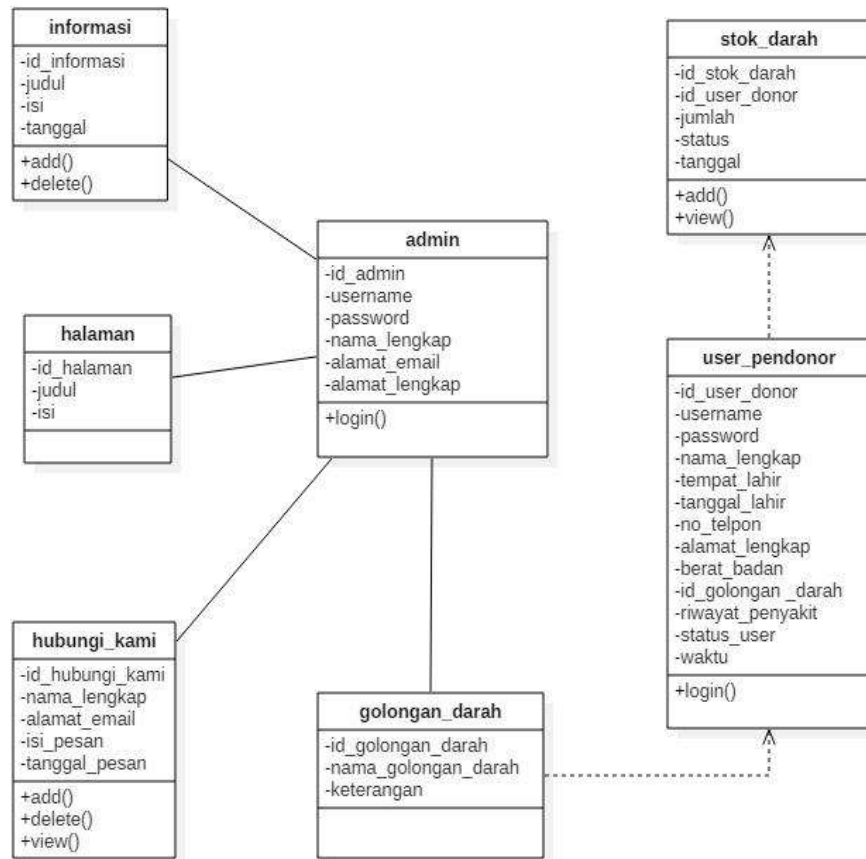 informasi
-id_informasi
-judul
-isi
-tanggal
+add()
+delete()
stok_darah
-id_stok_darah
-id_user_donor
-jumlah
-status
-tanggal
+add()
+view()
admin
-id_admin
-username
-password
-nama_lengkap
-alamat_email
-alamat_lengkap
+login()
halaman
-id_halaman
-judul
-isi
user_pendonor
-id_user_donor
-username
-password
-nama_lengkap
-tempat_lahir
-tanggal_lahir
-no_telpon
-alamat_lengkap
-berat_badan
-id_golongan _darah
-riwayat_penyakit
-status_user
-waktu
+login()
hubungi_kami
-id_hubungi_kami
-nama_lengkap
-alamat_email
-isi_pesan
-tanggal_pesan
+add()
+delete()
+view()
golongan_darah
-id_golongan_darah
-nama_golongan_darah
-keterangan